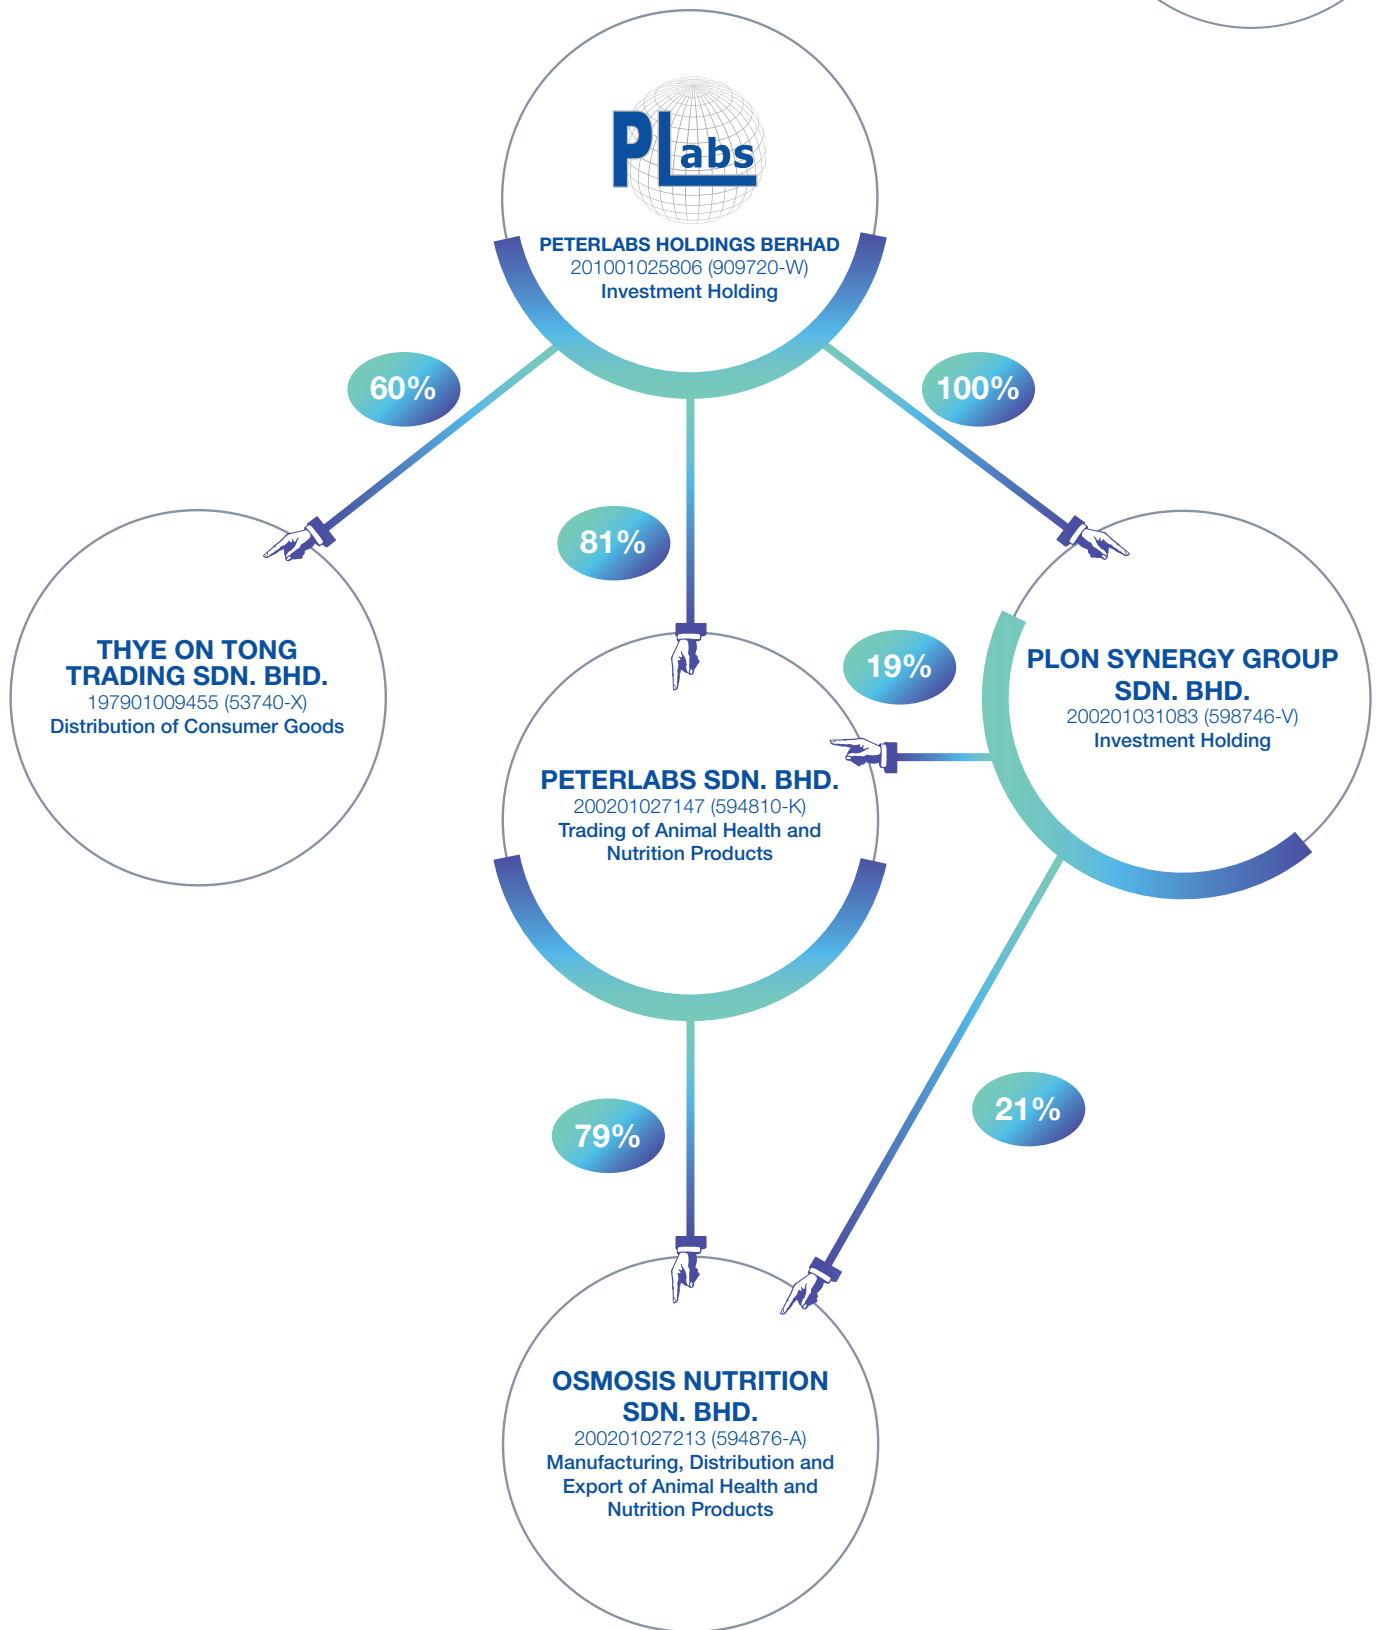 PLabs
PETERLABS HOLDINGS BERHAD
201001025806 (909720-W)
Investment Holding
60%
100%
81%
THYE ON TONG
TRADING SDN. BHD.
197901009455 (53740-X)
Distribution of Consumer Goods
19%
PLON SYNERGY GROUP
SDN. BHD.
200201031083 (598746-V)
Investment Holding
PETERLABS SDN. BHD.
200201027147 (594810-K)
Trading of Animal Health and
Nutrition Products
79%
21%
OSMOSIS NUTRITION
SDN. BHD.
200201027213 (594876-A)
Manufacturing, Distribution and
Export of Animal Health and
Nutrition Products